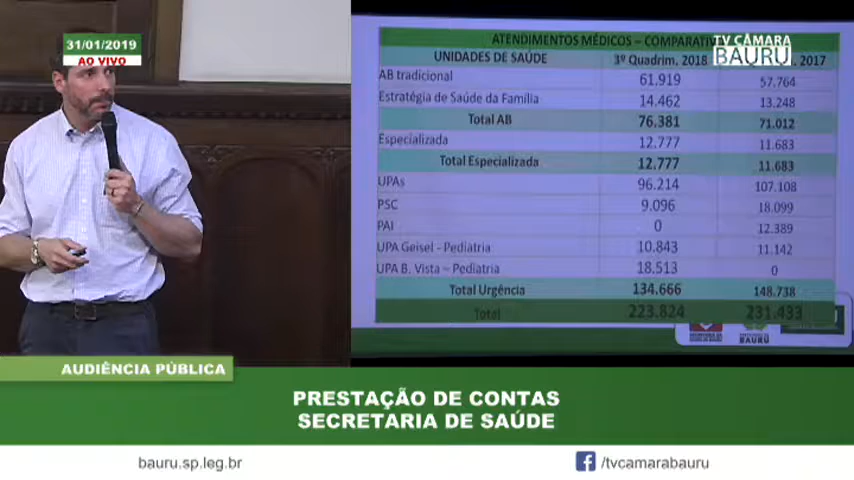 31/01/2019
AO VIVO
TV CÂMARA
BAURU
ATENDIMENTOS MÉDICOS – COMPARATIV
UNIDADES DE SAÚDE 3º Quadrim. 2018 2017
AB tradicional 61.919 57.764
Estratégia de Saúde da Família 14.462 13.248
Total AB 76.381 71.012
Especializada 12.777 11.683
Total Especializada 12.777 11.683
UPAs 96.214 107.108
PSC 9.096 18.099
PAI 0 12.389
UPA Geisel - Pediatria 10.843 11.142
UPA B. Vista – Pediatria 18.513 0
Total Urgência 134.666 148.738
Total 223.824 231.433
BAURU
AUDIÊNCIA PÚBLICA
PRESTAÇÃO DE CONTAS
SECRETARIA DE SAÚDE
bauru.sp.leg.br
/tvcamarabauru